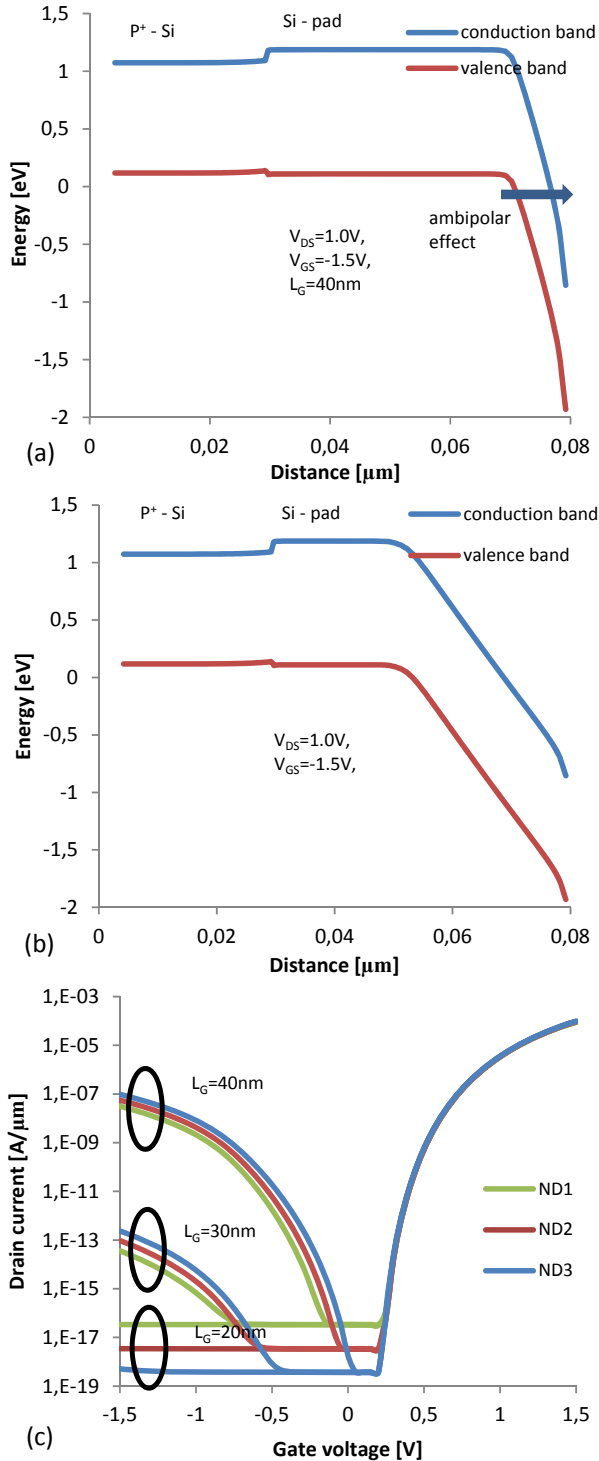 1,5
1
0,5
0
-0,5
-1
-1,5
-2
Energy [eV]
P⁺ - Si
Si - pad
conduction band
valence band
ambipolar
effect
V_DS=1.0V,
V_GS=-1.5V,
L_G=40nm
0
0,02
0,04
0,06
0,08
Distance [µm]
(a)
1,5
1
0,5
0
-0,5
-1
-1,5
-2
Energy [eV]
P⁺ - Si
Si - pad
conduction band
valence band
V_DS=1.0V,
V_GS=-1.5V,
0
0,02
0,04
0,06
0,08
Distance [µm]
(b)
1,E-03
1,E-05
1,E-07
1,E-09
1,E-11
1,E-13
1,E-15
1,E-17
1,E-19
Drain current [A/µm]
L_G=40nm
L_G=30nm
L_G=20nm
ND1
ND2
ND3
-1,5
-1
-0,5
0
0,5
1
1,5
Gate voltage [V]
(c)